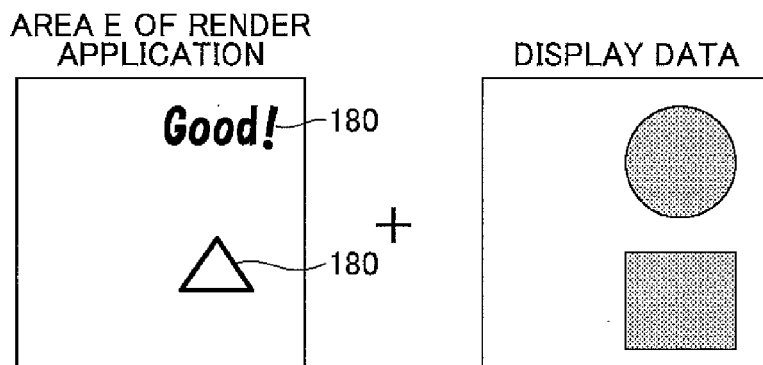 AREA E OF RENDER
APPLICATION
DISPLAY DATA
Good!
180
+
180